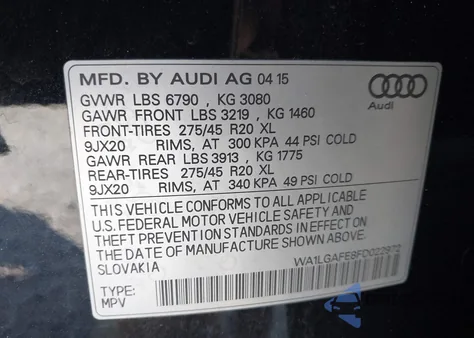 MFD. BY AUDI AG 04 15
Audi
GVWR LBS 6790 , KG 3080
GAWR FRONT LBS 3219 , KG 1460
FRONT-TIRES 275/45 R20 XL
9JX20 RIMS, AT 300 KPA 44 PSI COLD
GAWR REAR LBS 3913 , KG 1775
REAR-TIRES 275/45 R20 XL
9JX20 RIMS, AT 340 KPA 49 PSI COLD
THIS VEHICLE CONFORMS TO ALL APPLICABLE
U.S. FEDERAL MOTOR VEHICLE SAFETY AND
THEFT PREVENTION STANDARDS IN EFFECT ON
THE DATE OF MANUFACTURE SHOWN ABOVE.
SLOVAKIA
WA1LGAFE8FD022972
TYPE:
MPV